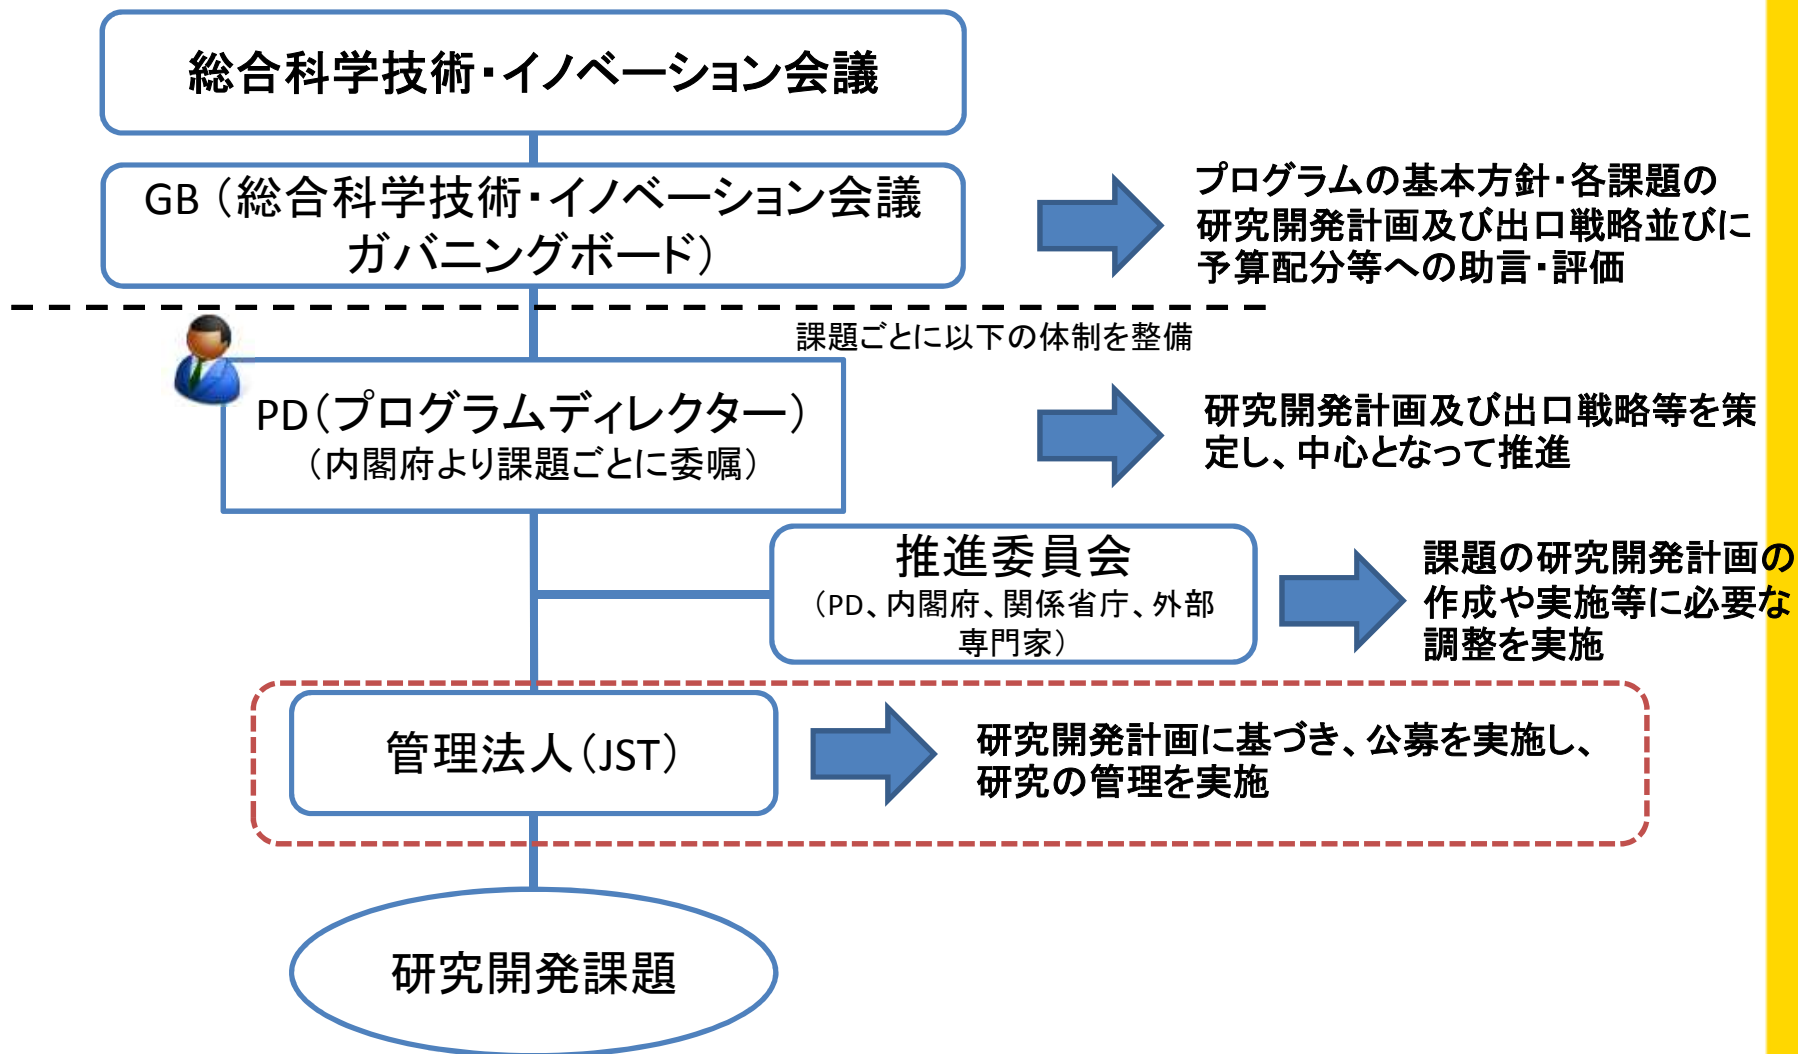 総合科学技術・イノベーション会議
GB（総合科学技術・イノベーション会議
ガバニングボード）
プログラムの基本方針・各課題の
研究開発計画及び出口戦略並びに
予算配分等への助言・評価
課題ごとに以下の体制を整備
PD（プログラムディレクター）
（内閣府より課題ごとに委嘱）
研究開発計画及び出口戦略等を策
定し、中心となって推進
推進委員会
（PD、内閣府、関係省庁、外部
専門家）
課題の研究開発計画の
作成や実施等に必要な
調整を実施
管理法人（JST）
研究開発計画に基づき、公募を実施し、
研究の管理を実施
研究開発課題